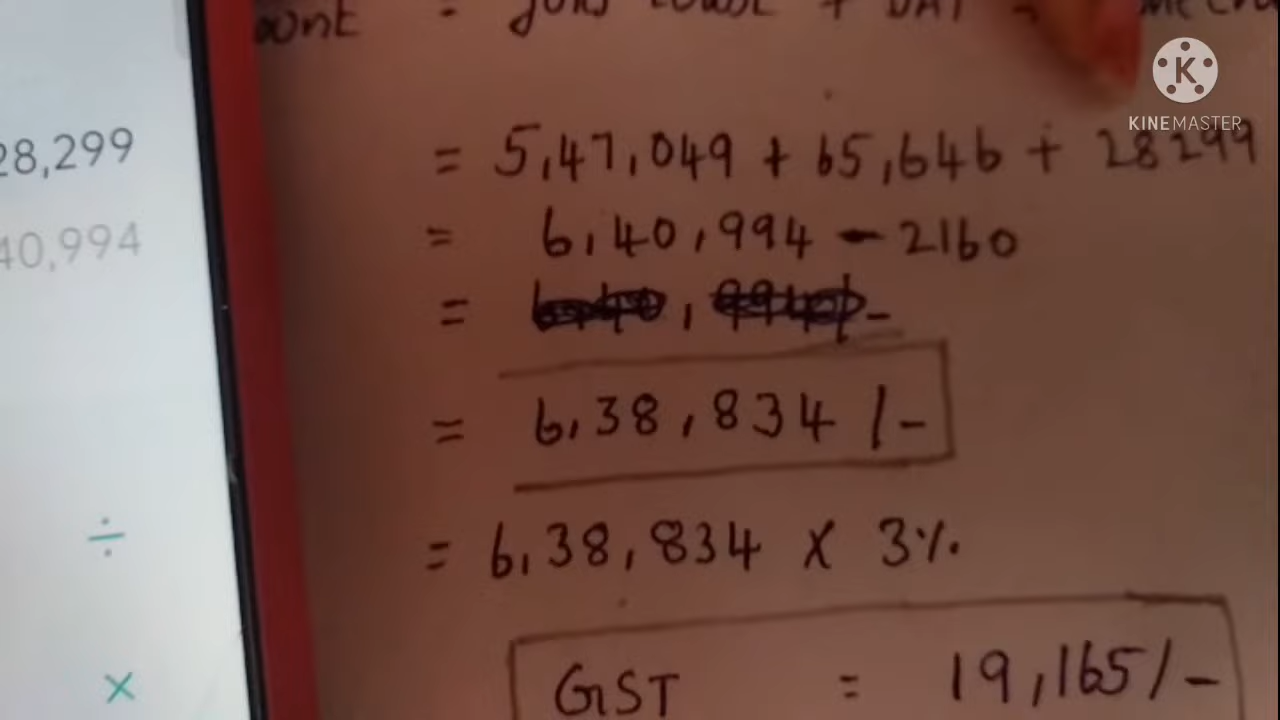 28,299
40,994
KINEMASTER
= 5,47,049 + 65,646 + 28299
= 6,40,994 - 2160
=
= 6,38,834 /-
= 6,38,834 X 3%.
GST = 19,165/-
÷
×